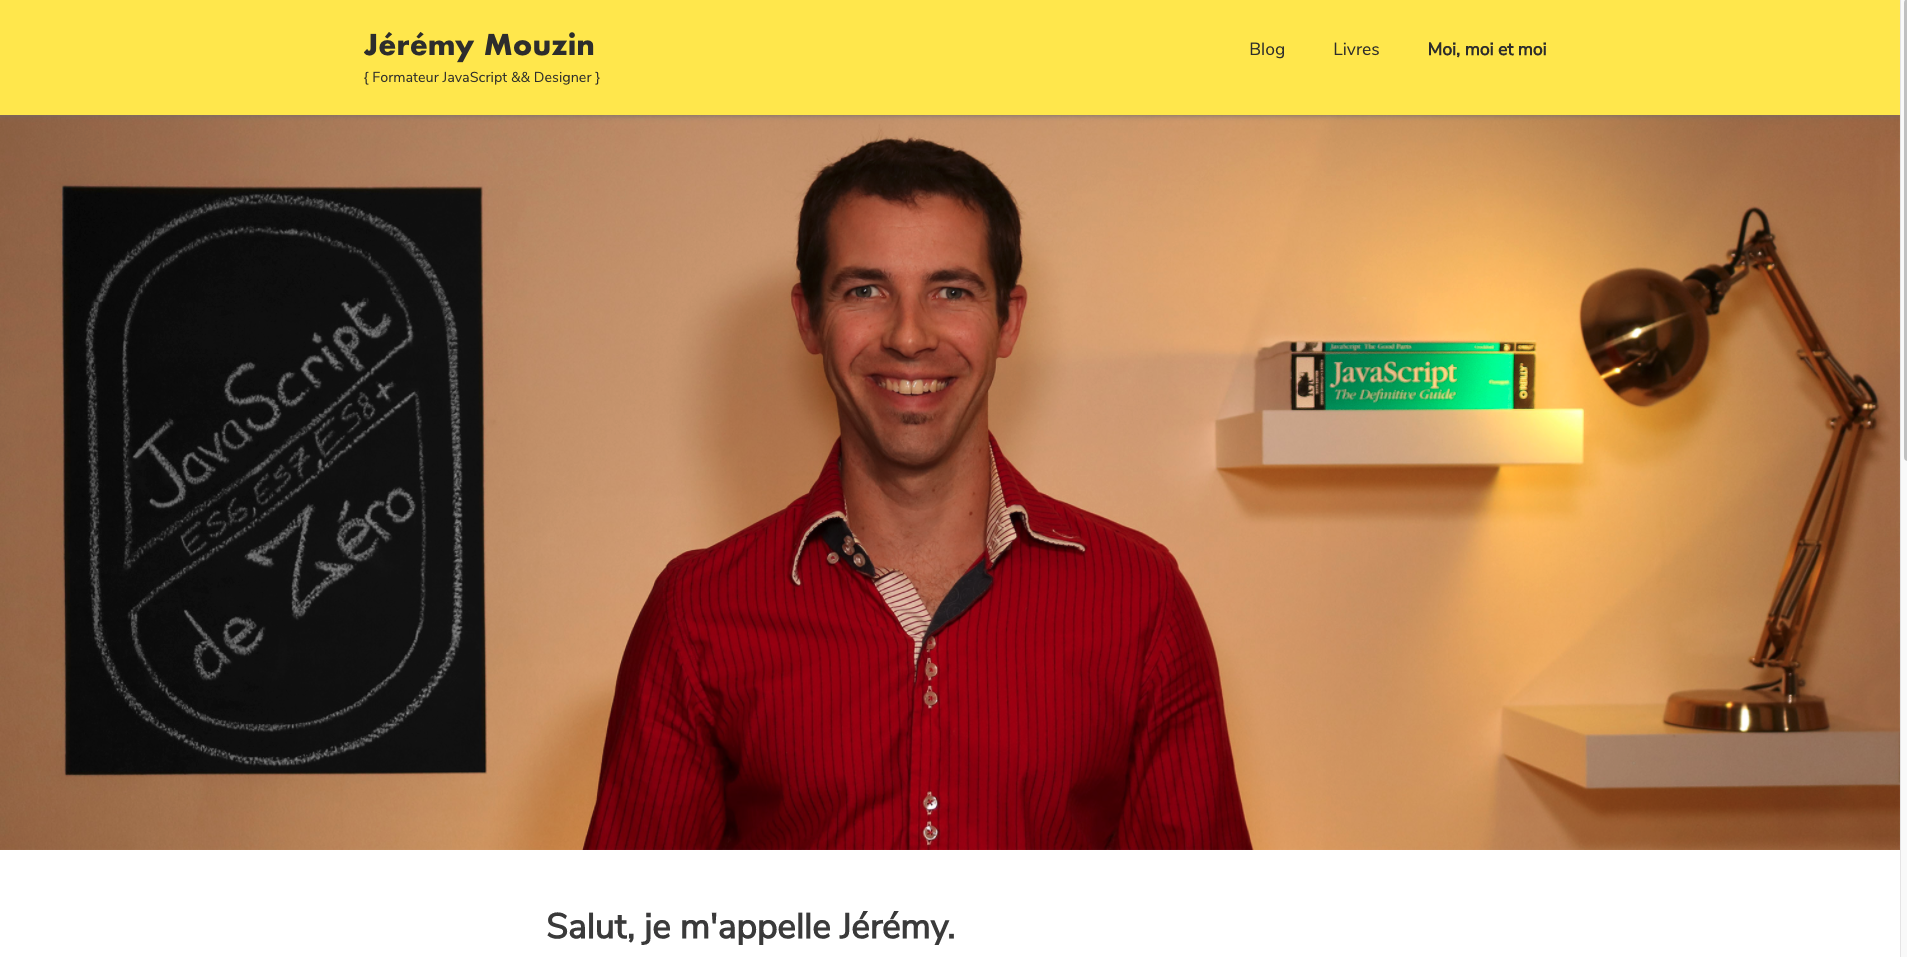 Jérémy Mouzin
{ Formateur JavaScript && Designer }
Blog
Livres
Moi, moi et moi
JavaScript
ES6, ES7, ES8+
de Zéro
JavaScript: The Good Parts
JavaScript
The Definitive Guide
O'REILLY
Salut, je m'appelle Jérémy.